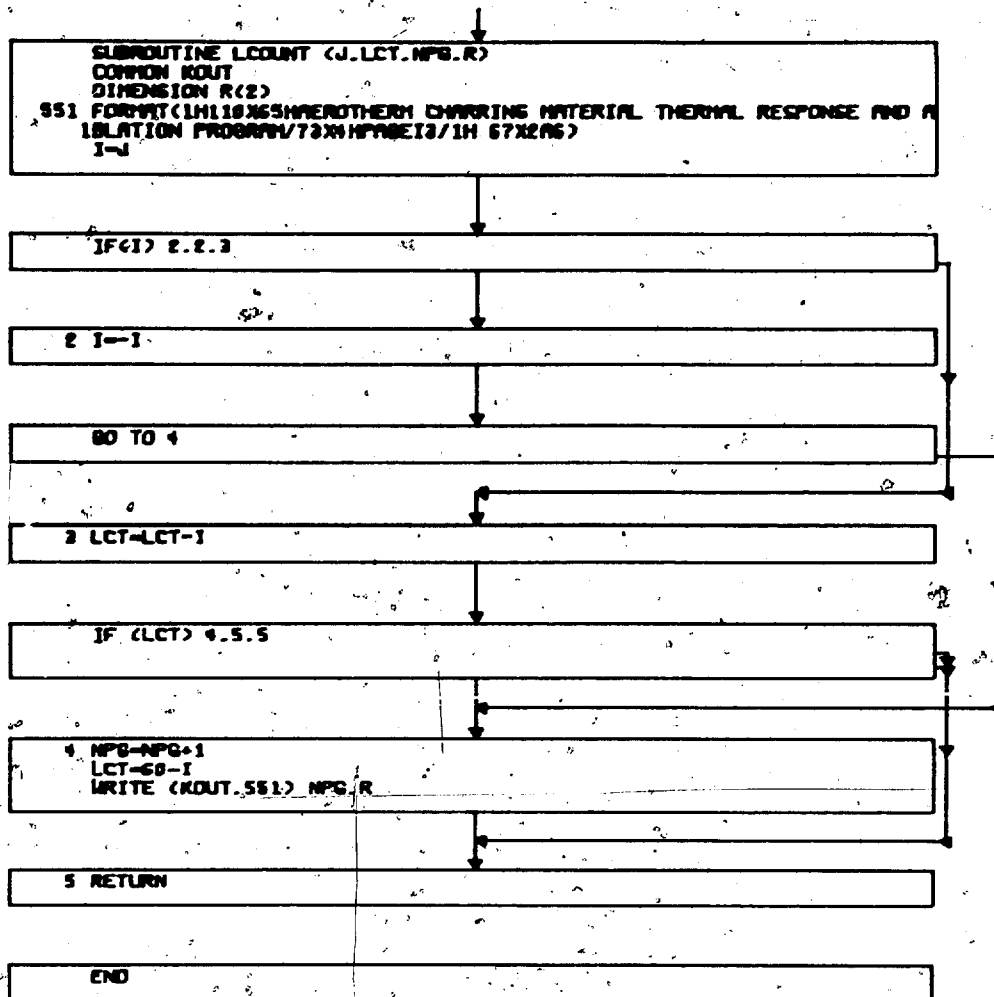 SUBROUTINE LCOUNT (J.LCT.NPG.R)
COMMON KOUT
DIMENSION R(2)
551 FORMAT(1H110X65HAEROTHERM CHARRING MATERIAL THERMAL RESPONSE AND A
1BLATION PROGRAM/73X4HPAGEI3/1H 67X2A6)
I=J
IF(I) 2.2.3
2 I=-I
GO TO 4
3 LCT=LCT-I
IF (LCT) 4.5.5
4 NPG=NPG+1
LCT=60-I
WRITE (KOUT.551) NPG.R
5 RETURN
END